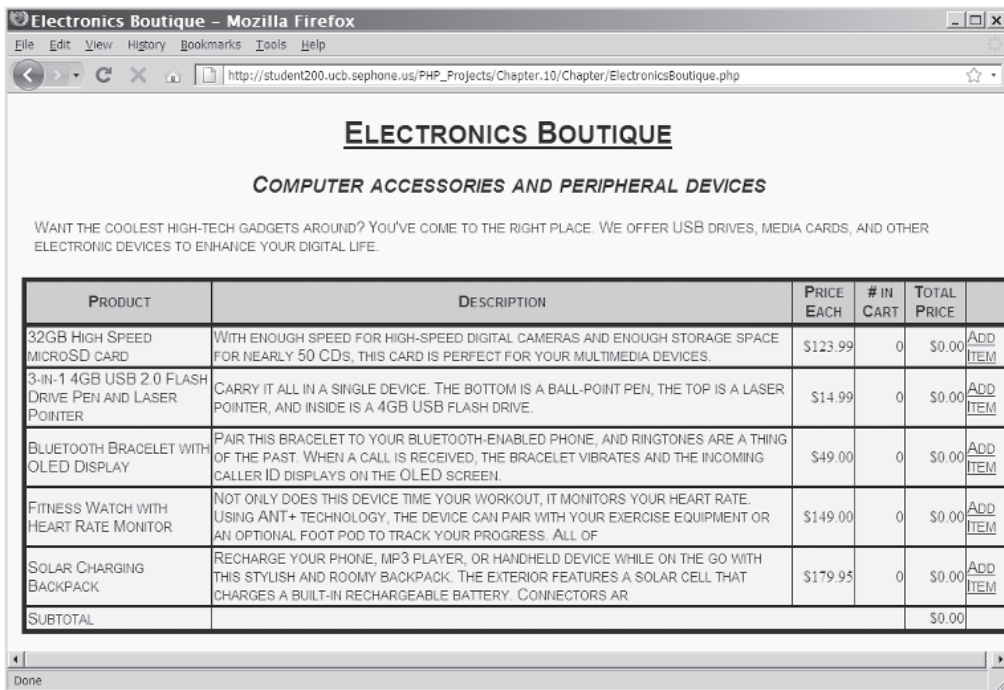 Electronics Boutique - Mozilla Firefox
File Edit View History Bookmarks Tools Help
http://student200.ucb.sephone.us/PHP_Projects/Chapter.10/Chapter/ElectronicsBoutique.php
Electronics Boutique
Computer accessories and peripheral devices
Want the coolest high-tech gadgets around? You've come to the right place. We offer USB drives, media cards, and other
electronic devices to enhance your digital life.
Product Description Price Each # in Cart Total Price
32GB High Speed
microSD card
With enough speed for high-speed digital cameras and enough storage space
for nearly 50 CDs, this card is perfect for your multimedia devices.
$123.99 0 $0.00 Add
Item
3-in-1 4GB USB 2.0 Flash
Drive Pen and Laser
Pointer
Carry it all in a single device. The bottom is a ball-point pen, the top is a laser
pointer, and inside is a 4GB USB flash drive.
$14.99 0 $0.00 Add
Item
Bluetooth Bracelet with
OLED Display
Pair this bracelet to your bluetooth-enabled phone, and ringtones are a thing
of the past. When a call is received, the bracelet vibrates and the incoming
caller ID displays on the OLED screen.
$49.00 0 $0.00 Add
Item
Fitness Watch with
Heart Rate Monitor
Not only does this device time your workout, it monitors your heart rate.
Using ANT+ technology, the device can pair with your exercise equipment or
an optional foot pod to track your progress. All of
$149.00 0 $0.00 Add
Item
Solar Charging
Backpack
Recharge your phone, MP3 player, or handheld device while on the go with
this stylish and roomy backpack. The exterior features a solar cell that
charges a built-in rechargeable battery. Connectors ar
$179.95 0 $0.00 Add
Item
Subtotal $0.00
Done